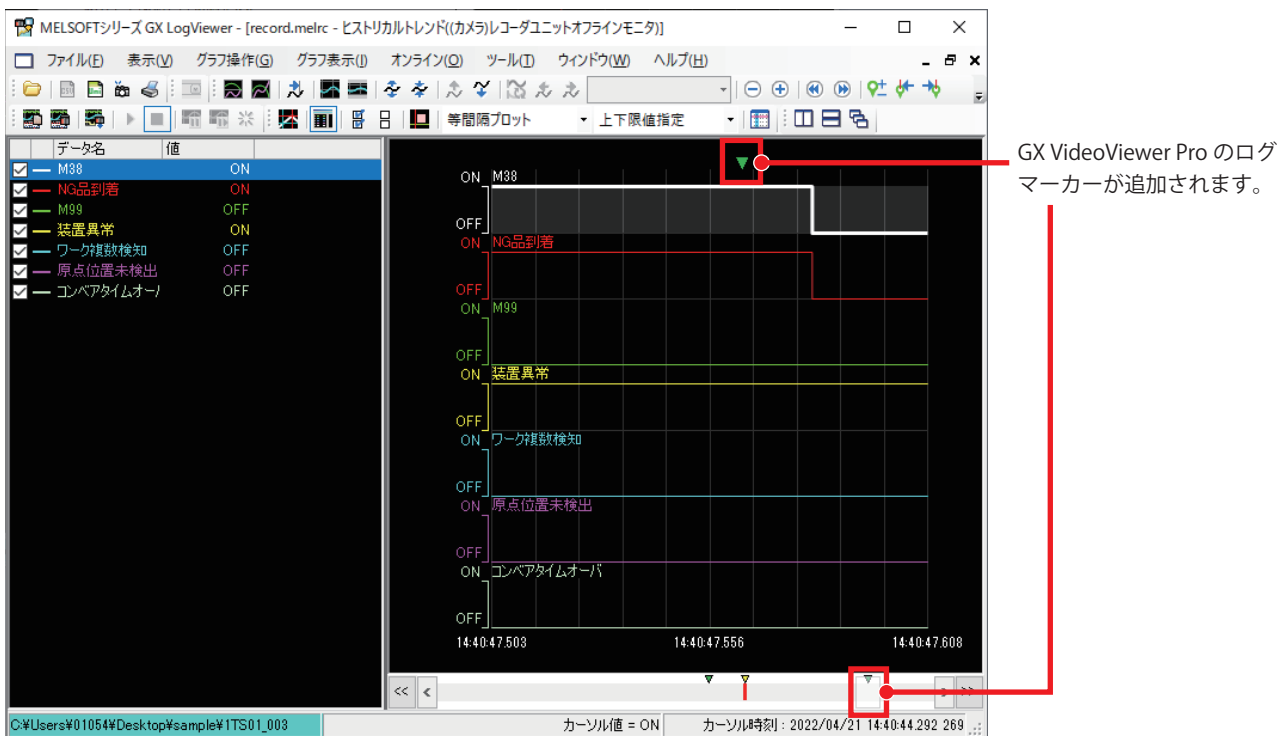 MELSOFTシリーズ GX LogViewer - [record.melrc - ヒストリカルトレンド((カメラ)レコーダユニットオフラインモニタ)]
ファイル(F) 表示(V) グラフ操作(G) グラフ表示(I) オンライン(O) ツール(T) ウィンドウ(W) ヘルプ(H)
等間隔プロット 上下限値指定
データ名 値
M38 ON
NG品到着 ON
M99 OFF
装置異常 ON
ワーク複数検知 OFF
原点位置未検出 OFF
コンベアタイムオーバ OFF
ON M38
OFF
ON NG品到着
OFF
ON M99
OFF
ON 装置異常
OFF
ON ワーク複数検知
OFF
ON 原点位置未検出
OFF
ON コンベアタイムオーバ
OFF
14:40:47.503 14:40:47.556 14:40:47.608
<< < > >>
C:¥Users¥01054¥Desktop¥sample¥1TS01_003 カーソル値 = ON カーソル時刻 : 2022/04/21 14:40:44.292 269
GX VideoViewer Pro のログ
マーカーが追加されます。